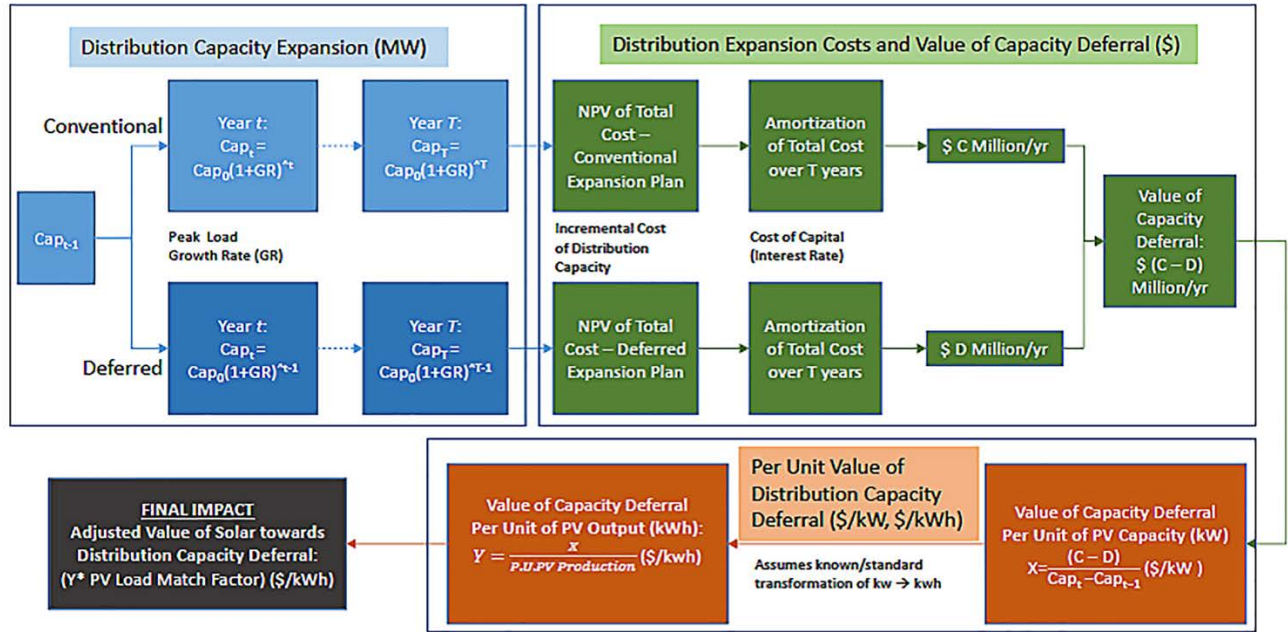 Distribution Capacity Expansion (MW)
Conventional
Cap_t-1
Year t:
Cap_t=
Cap_0(1+GR)^t
Year T:
Cap_T=
Cap_0(1+GR)^T
Peak Load
Growth Rate (GR)
Deferred
Year t:
Cap_t=
Cap_0(1+GR)^t-1
Year T:
Cap_T=
Cap_0(1+GR)^T-1
Distribution Expansion Costs and Value of Capacity Deferral ($)
NPV of Total
Cost –
Conventional
Expansion Plan
Amortization
of Total Cost
over T years
$ C Million/yr
Incremental Cost
of Distribution
Capacity
Cost of Capital
(Interest Rate)
Value of
Capacity
Deferral:
$ (C – D)
Million/yr
NPV of Total
Cost – Deferred
Expansion Plan
Amortization
of Total Cost
over T years
$ D Million/yr
Per Unit Value of
Distribution Capacity
Deferral ($/kW, $/kWh)
Value of Capacity Deferral
Per Unit of PV Capacity (kW)
X=(C – D)/(Cap_t–Cap_t-1) ($/kW )
Assumes known/standard
transformation of kw → kwh
Value of Capacity Deferral
Per Unit of PV Output (kWh):
Y = X/(P.U.PV Production) ($/kwh)
FINAL IMPACT
Adjusted Value of Solar towards
Distribution Capacity Deferral:
(Y* PV Load Match Factor) ($/kWh)